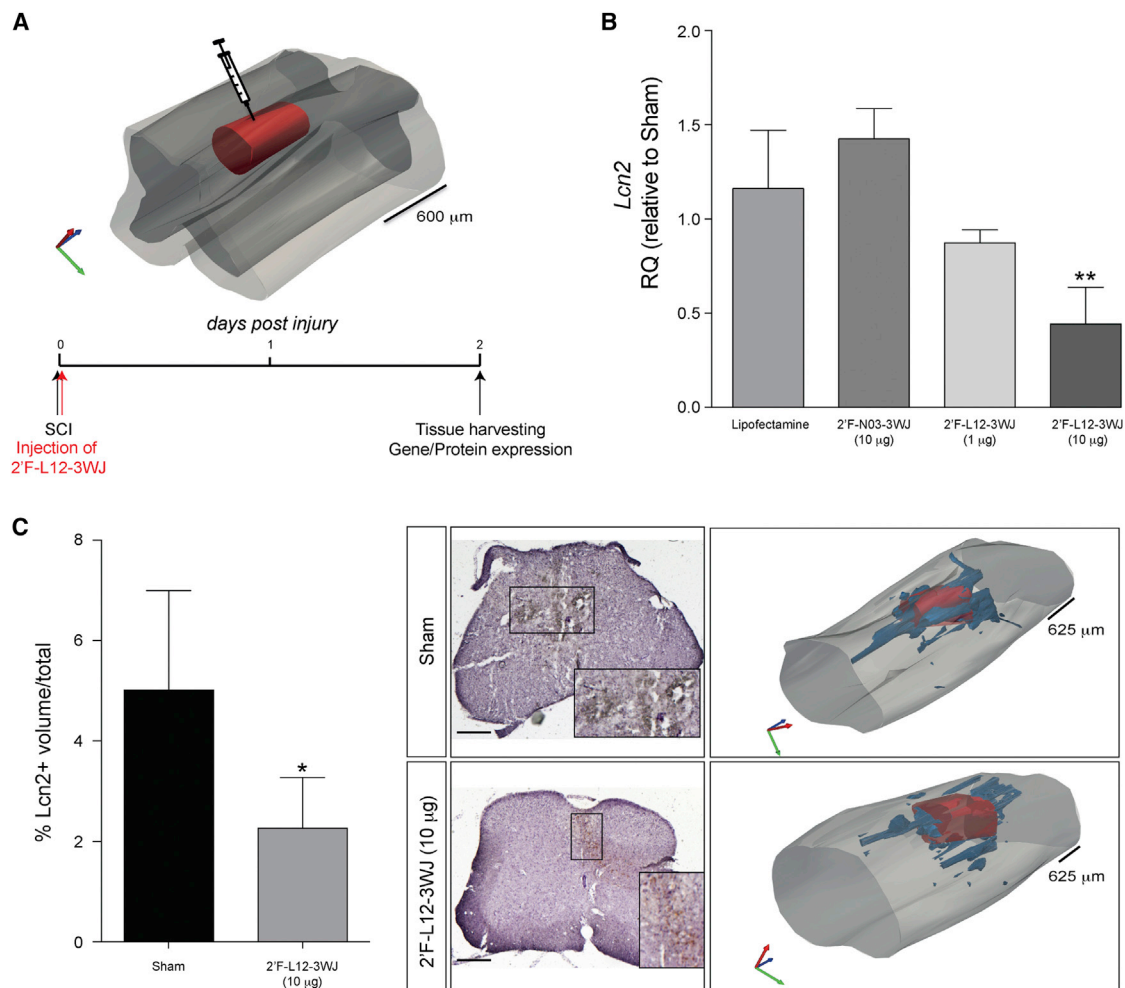 A
600 µm
days post injury
0
1
2
SCI
Injection of
2'F-L12-3WJ
Tissue harvesting
Gene/Protein expression
B
Lcn2
RQ (relative to Sham)
2.0
1.5
1.0
0.5
0.0
**
Lipofectamine
2'F-N03-3WJ
(10 µg)
2'F-L12-3WJ
(1 µg)
2'F-L12-3WJ
(10 µg)
C
% Lcn2+ volume/total
8
6
4
2
0
*
Sham
2'F-L12-3WJ
(10 µg)
Sham
625 µm
2'F-L12-3WJ (10 µg)
625 µm